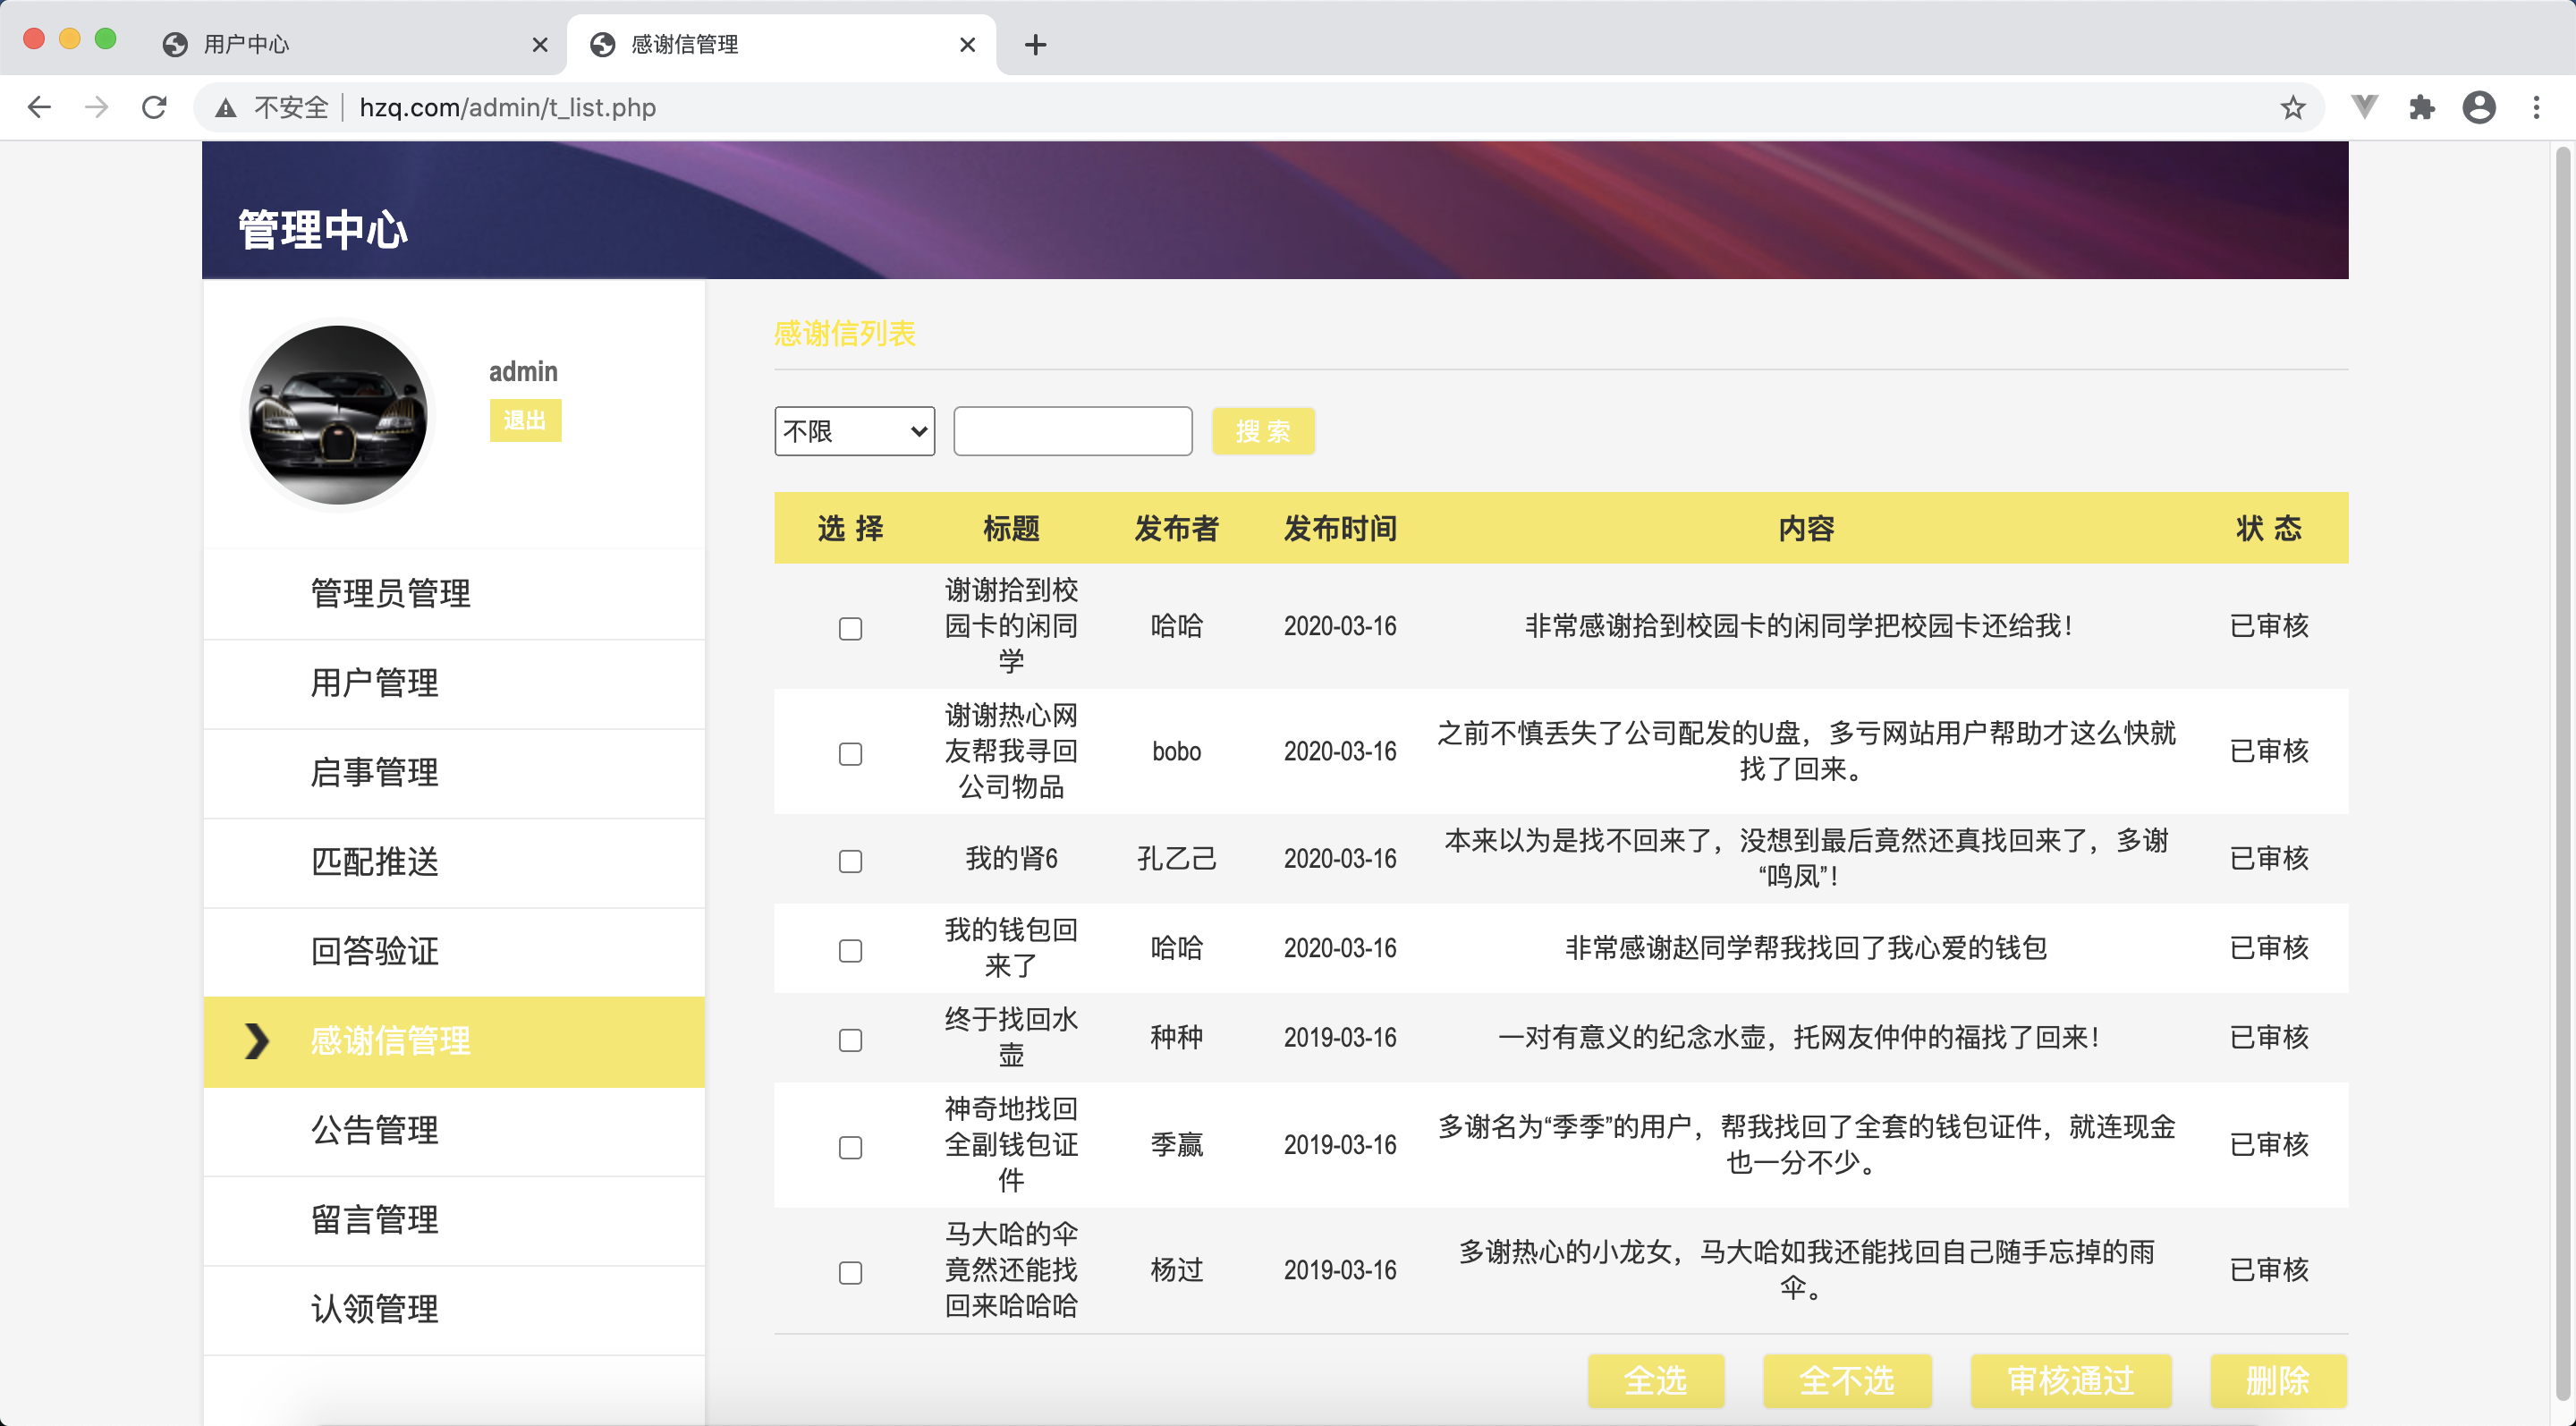 用户中心
感谢信管理
不安全 hzq.com/admin/t_list.php
管理中心
admin
退出
管理员管理
用户管理
启事管理
匹配推送
回答验证
感谢信管理
公告管理
留言管理
认领管理
感谢信列表
不限
搜 索
选 择 标题 发布者 发布时间 内容 状 态
谢谢拾到校
园卡的闲同
学
哈哈 2020-03-16 非常感谢拾到校园卡的闲同学把校园卡还给我！ 已审核
谢谢热心网
友帮我寻回
公司物品
bobo 2020-03-16
之前不慎丢失了公司配发的U盘，多亏网站用户帮助才这么快就
找了回来。
已审核
我的肾6 孔乙己 2020-03-16
本来以为是找不回来了，没想到最后竟然还真找回来了，多谢
“鸣凤”！
已审核
我的钱包回
来了
哈哈 2020-03-16 非常感谢赵同学帮我找回了我心爱的钱包 已审核
终于找回水
壶
种种 2019-03-16 一对有意义的纪念水壶，托网友仲仲的福找了回来！ 已审核
神奇地找回
全副钱包证
件
季赢 2019-03-16
多谢名为“季季”的用户，帮我找回了全套的钱包证件，就连现金
也一分不少。
已审核
马大哈的伞
竟然还能找
回来哈哈哈
杨过 2019-03-16
多谢热心的小龙女，马大哈如我还能找回自己随手忘掉的雨
伞。
已审核
全选 全不选 审核通过 删除